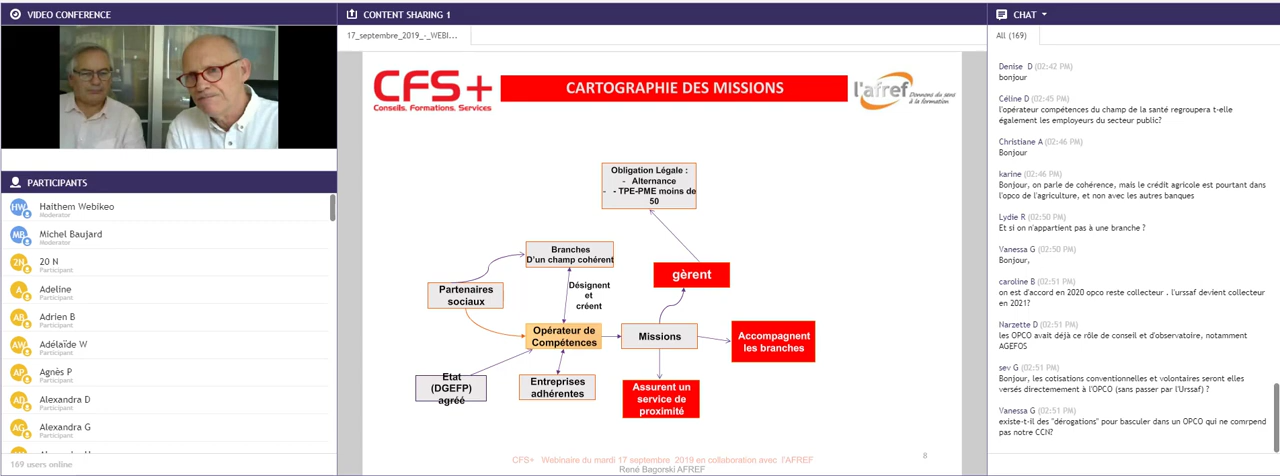 VIDEO CONFERENCE
PARTICIPANTS
HW
Haithem Webikeo
Moderator
MB
Michel Baujard
Moderator
2N
20 N
Participant
A
Adeline
Participant
AB
Adrien B
Participant
AW
Adélaïde W
Participant
AP
Agnès P
Participant
AD
Alexandra D
Participant
AG
Alexandra G
Participant
169 users online
CONTENT SHARING 1
17_septembre_2019_-_WEBI...
CFS+
Conseils, Formations, Services
CARTOGRAPHIE DES MISSIONS
l'afref
Donnons du sens
à la formation
Obligation Légale :
- Alternance
- - TPE-PME moins de
50
Branches
D'un champ cohérent
gèrent
Désignent
et
créent
Partenaires
sociaux
Opérateur de
Compétences
Missions
Accompagnent
les branches
Etat
(DGEFP)
agréé
Entreprises
adhérentes
Assurent un
service de
proximité
CFS+ Webinaire du mardi 17 septembre 2019 en collaboration avec l'AFREF
René Bagorski AFREF
8
CHAT
All (169)
Denise D (02:42 PM)
bonjour
Céline D (02:45 PM)
l'opérateur compétences du champ de la santé regroupera t-elle
également les employeurs du secteur public?
Christiane A (02:46 PM)
Bonjour
karine (02:46 PM)
Bonjour, on parle de cohérence, mais le crédit agricole est pourtant dans
l'opco de l'agriculture, et non avec les autres banques
Lydie R (02:50 PM)
Et si on n'appartient pas à une branche ?
Vanessa G (02:50 PM)
Bonjour,
caroline B (02:51 PM)
on est d'accord en 2020 opco reste collecteur . l'urssaf devient collecteur
en 2021?
Narzette D (02:51 PM)
les OPCO avait déjà ce rôle de conseil et d'observatoire, notamment
AGEFOS
sev G (02:51 PM)
Bonjour, les cotisations conventionnelles et volontaires seront elles
versés directement à l'OPCO (sans passer par l'Urssaf) ?
Vanessa G (02:51 PM)
existe-t-il des "dérogations" pour basculer dans un OPCO qui ne comrpend
pas notre CCN?